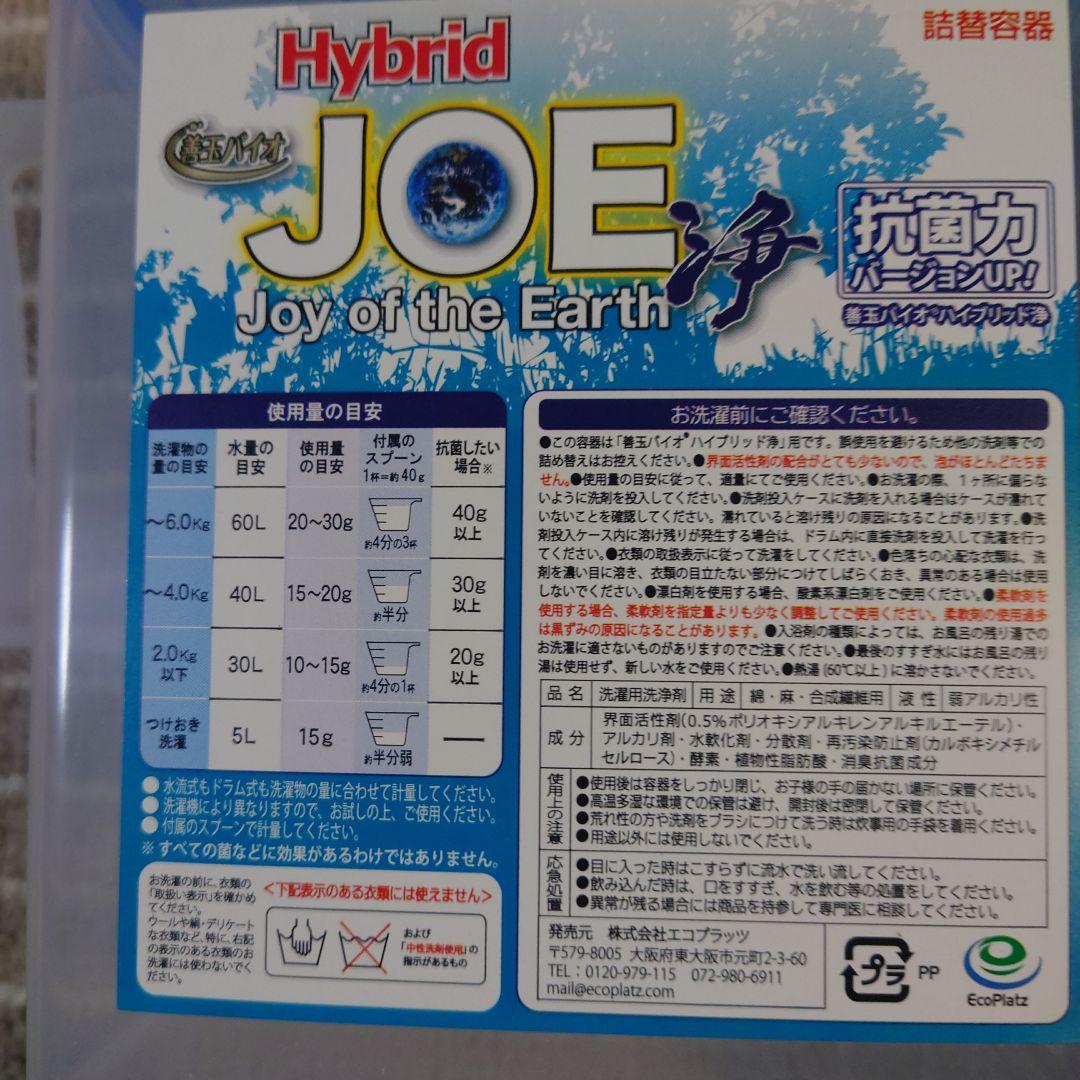 Hybrid
詰替容器
善玉バイオ
JOE
浄
Joy of the Earth
抗菌力
バージョンUP!
善玉バイオ®ハイブリッド浄
使用量の目安
洗濯物の量の目安 水量の目安 使用量の目安 付属のスプーン 1杯=約40g 抗菌したい場合※
～6.0Kg 60L 20～30g 約4分の3杯 40g以上
～4.0Kg 40L 15～20g 約半分 30g以上
2.0Kg以下 30L 10～15g 約4分の1杯 20g以上
つけおき洗濯 5L 15g 約半分弱 ―
●水流式もドラム式も洗濯物の量に合わせて計量してください。
●洗濯機により異なりますので、お試しの上、ご使用ください。
●付属のスプーンで計量してください。
※すべての菌などに効果があるわけではありません。
お洗濯の前に、衣類の
「取扱い表示」を確かめ
てください。
ウールや絹・デリケート
な衣類など、特に、右記
の表示のある衣類のお
洗濯には使わないでく
ださい。
<下記表示のある衣類には使えません>
および
「中性洗剤使用」の
指示があるもの
お洗濯前にご確認ください。
●この容器は「善玉バイオ®ハイブリッド浄」用です。誤使用を避けるため他の洗剤等での
詰め替えはお控えください。●界面活性剤の配合がとても少ないので、泡がほとんどたちま
せん。●使用量の目安に従って、適量にてご使用ください。●お洗濯の際、1ヶ所に偏らな
いように洗剤を投入してください。●洗剤投入ケースに洗剤を入れる場合はケースが濡れて
いないことを確認してください。濡れていると溶け残りの原因になることがあります。●洗
剤投入ケース内に溶け残りが発生する場合は、ドラム内に直接洗剤を投入して洗濯を行っ
てください。●衣類の取扱表示に従って洗濯をしてください。●色落ちの心配な衣類は、洗
剤を濃い目に溶き、衣類の目立たない部分につけてしばらくおき、異常のある場合は使用
しないでください。●漂白剤を使用する場合、酸素系漂白剤をご使用ください。●柔軟剤を
使用する場合、柔軟剤を指定量よりも少なく調整してご使用ください。柔軟剤の使用過多
は黒ずみの原因になることがあります。●入浴剤の種類によっては、お風呂の残り湯での
お洗濯に適さないものがありますのでご注意ください。●最後のすすぎ水にはお風呂の残り
湯は使用せず、新しい水をご使用ください。●熱湯(60℃以上)に溶かさないでください。
品名 洗濯用洗浄剤 用途 綿・麻・合成繊維用 液性 弱アルカリ性
成分 界面活性剤(0.5%ポリオキシアルキレンアルキルエーテル)・
アルカリ剤・水軟化剤・分散剤・再汚染防止剤(カルボキシメチル
セルロース)・酵素・植物性脂肪酸・消臭抗菌成分
使用上の注意
●使用後は容器をしっかり閉じ、お子様の手の届かない場所に保管ください。
●高温多湿な環境での保管は避け、開封後は密閉して保管ください。
●荒れ性の方や洗剤をブラシにつけて洗う時は炊事用の手袋を着用ください。
●用途以外には使用しないでください。
応急処置
●目に入った時はこすらずに流水で洗い流してください。
●飲み込んだ時は、口をすすぎ、水を飲む等の処置をしてください。
●異常が残る場合には商品を持参して専門医に相談してください。
発売元 株式会社エコプラッツ
〒579-8005 大阪府東大阪市元町2-3-60
TEL:0120-979-115 072-980-6911
mail@ecoplatz.com
プラ PP
EcoPlatz